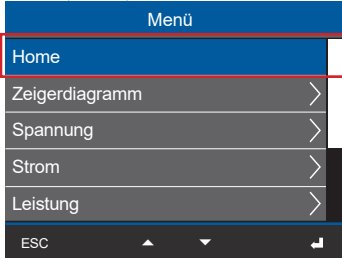 Menü
Home
Zeigerdiagramm
Spannung
Strom
Leistung
ESC